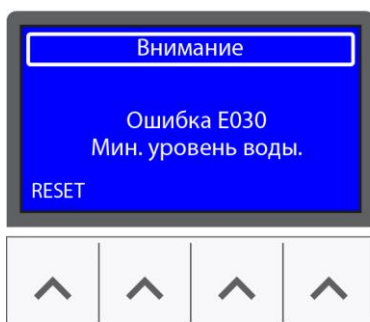 Внимание
Ошибка E030
Мин. уровень воды.
RESET